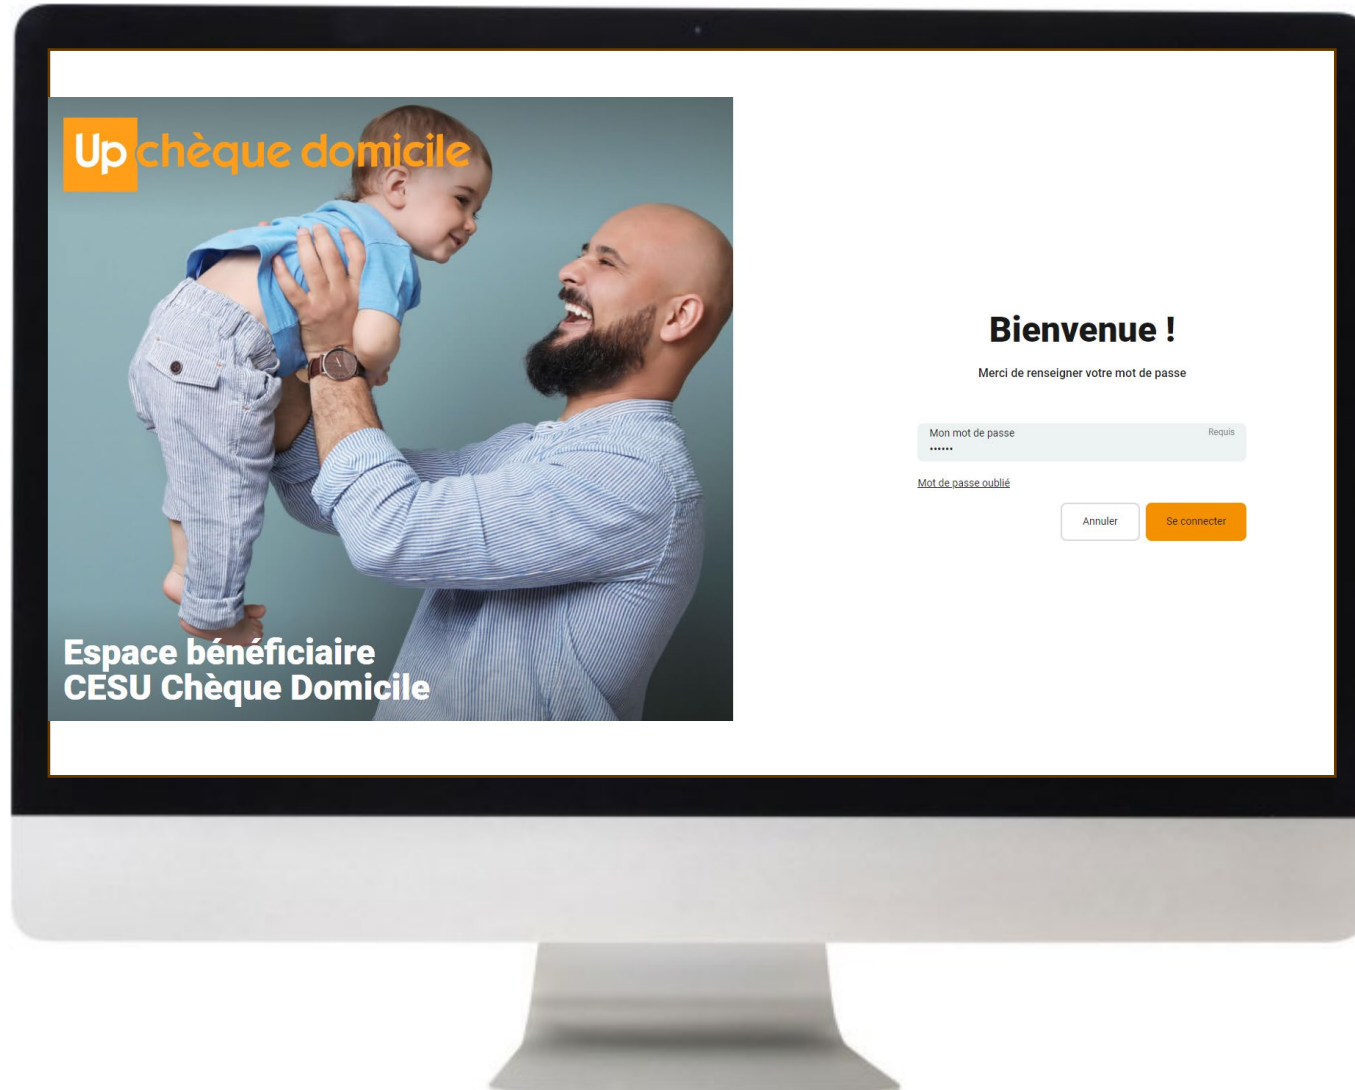 Up chèque domicile
Espace bénéficiaire
CESU Chèque Domicile
Bienvenue !
Merci de renseigner votre mot de passe
Mon mot de passe
Requis
••••••
Mot de passe oublié
Annuler
Se connecter